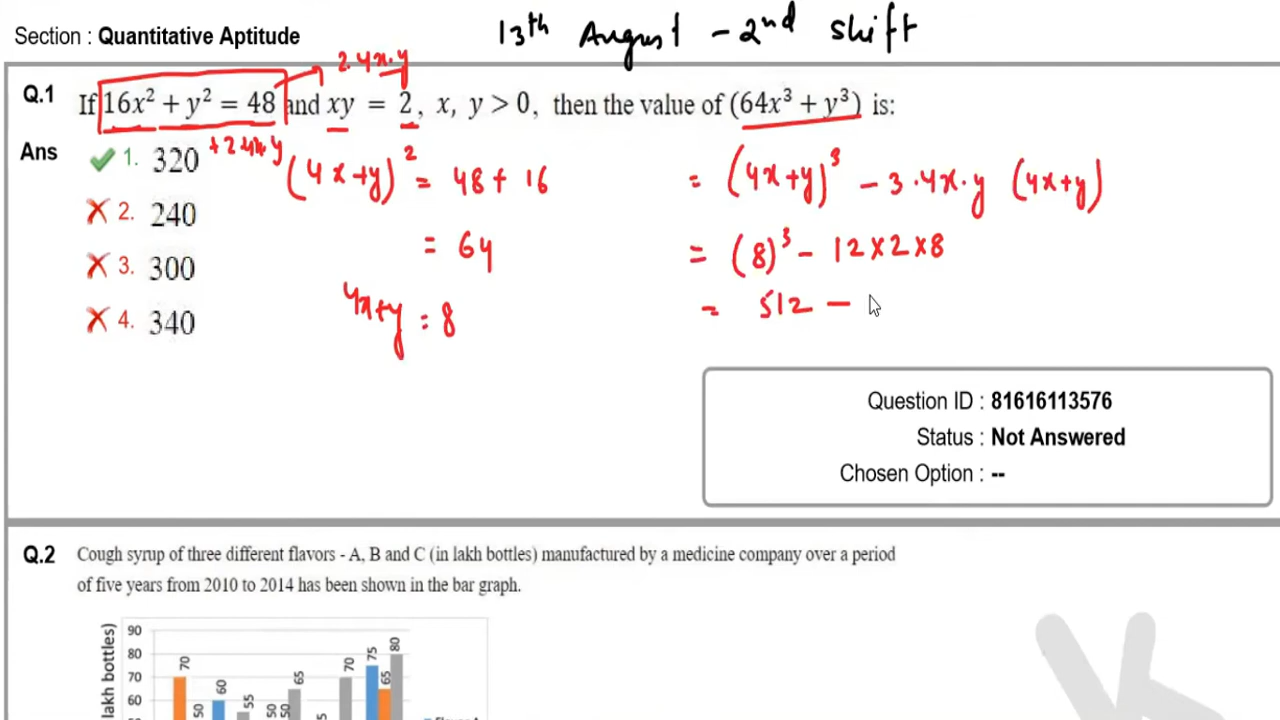 Section : Quantitative Aptitude
13th August - 2nd shift
2.4x.y
Q.1 If 16x² + y² = 48 and xy = 2, x, y > 0, then the value of (64x³ + y³) is:
Ans
1. 320
+2.4x.y
2. 240
3. 300
4. 340
(4x+y)² = 48 + 16
= 64
4x+y = 8
= (4x+y)³ - 3.4x.y (4x+y)
= (8)³ - 12×2×8
= 512 -
Question ID : 81616113576
Status : Not Answered
Chosen Option : --
Q.2 Cough syrup of three different flavors - A, B and C (in lakh bottles) manufactured by a medicine company over a period
of five years from 2010 to 2014 has been shown in the bar graph.
lakh bottles)
90
80
70
60
70
50
60
55
50
50
65
70
75
65
80